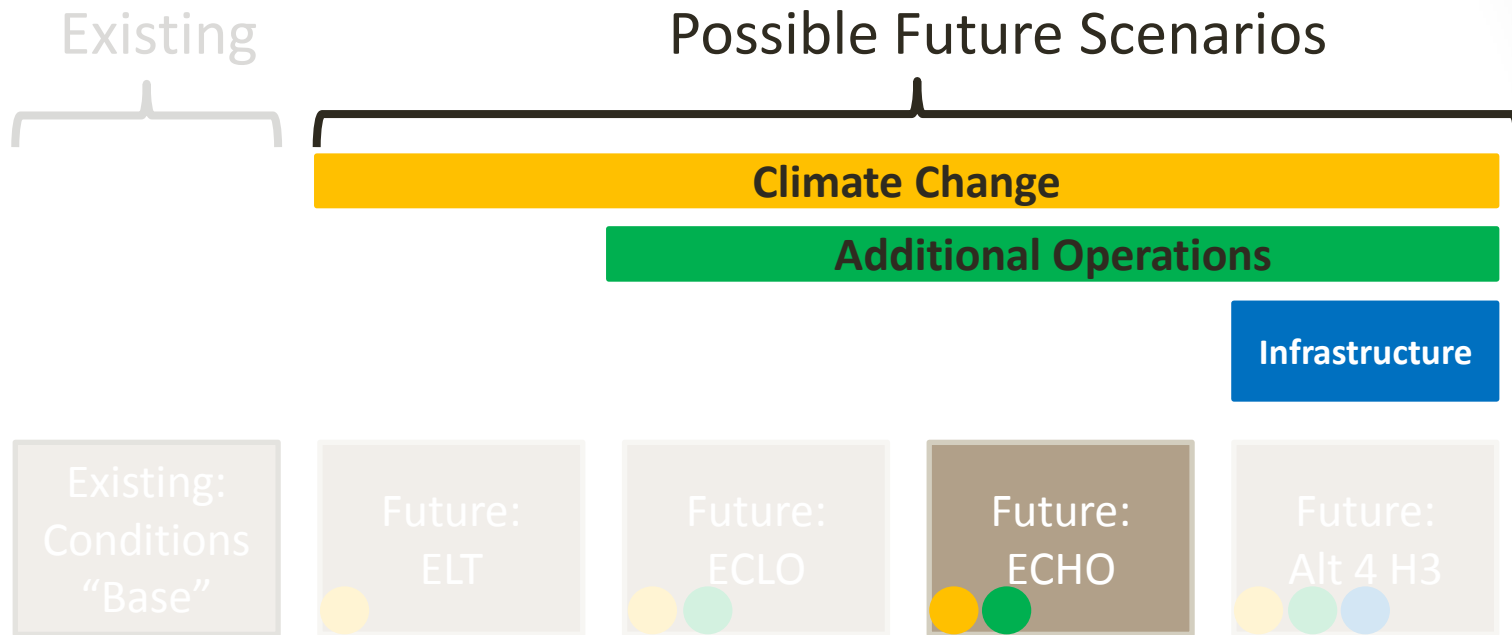 Existing
Possible Future Scenarios
Climate Change
Additional Operations
Infrastructure
Existing:
Conditions
“Base”
Future:
ELT
Future:
ECLO
Future:
ECHO
Future:
Alt 4 H3